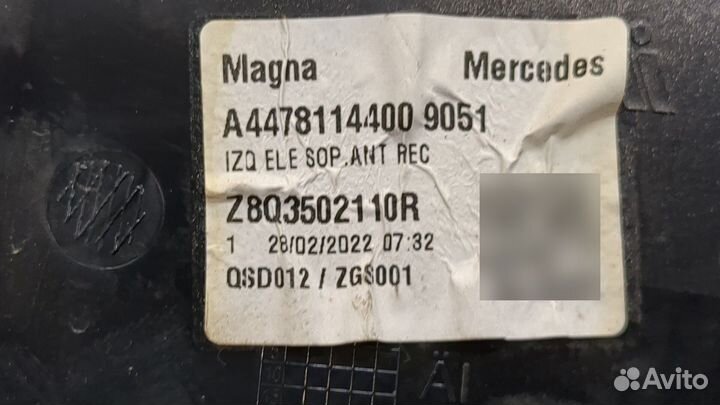 Magna Mercedes
A4478114400 9051
IZQ ELE SOP.ANT REC
Z8Q3502110R
1 28/02/2022 07:32
QSD012 / ZGS001
Avito